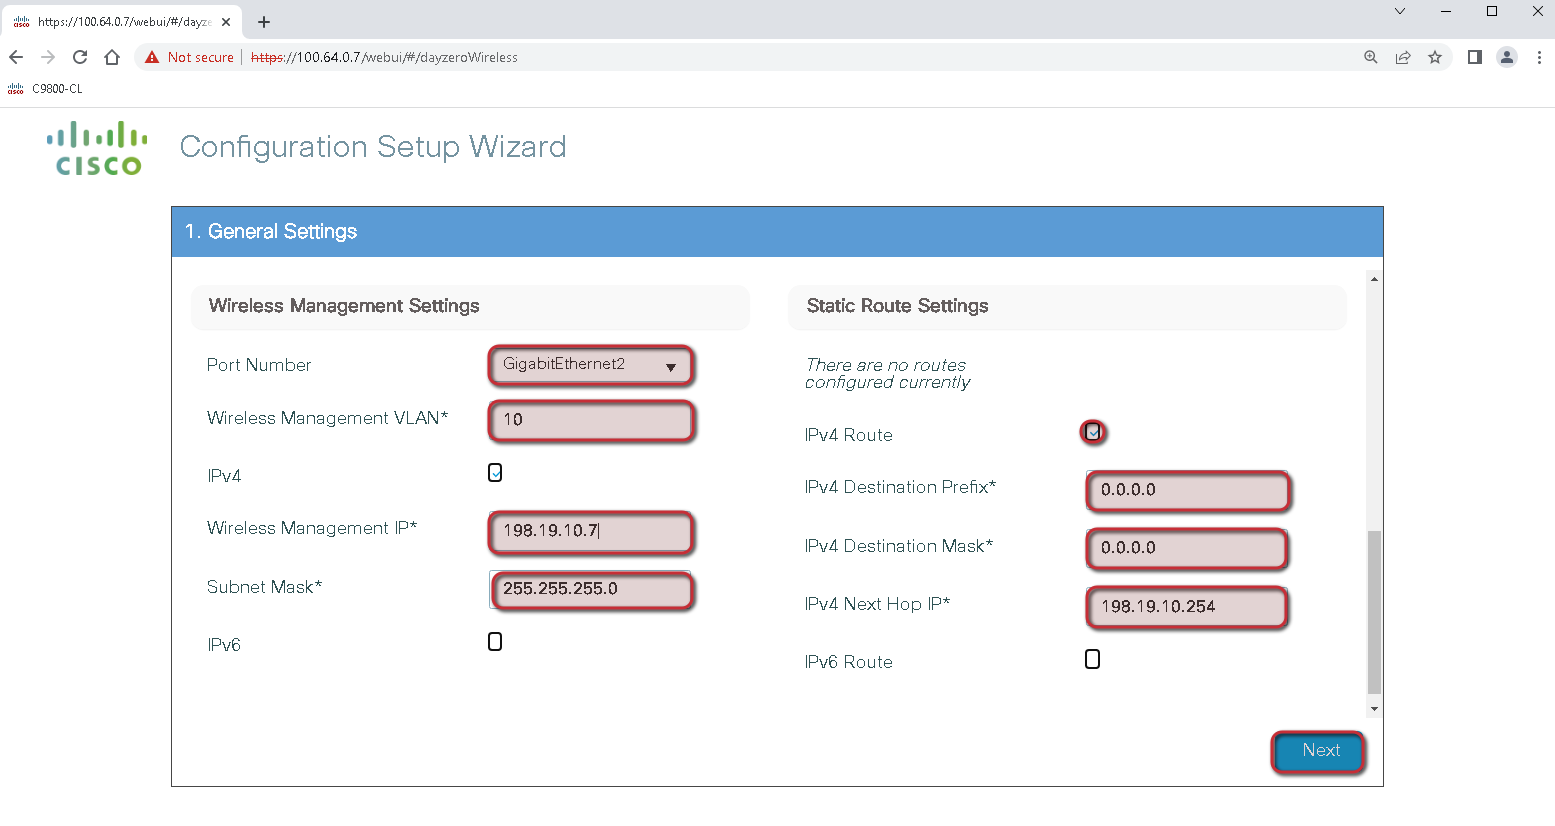 https://100.64.0.7/webui/#/dayze
Not secure
https://100.64.0.7/webui/#/dayzeroWireless
C9800-CL
CISCO
Configuration Setup Wizard
1. General Settings
Wireless Management Settings
Port Number
GigabitEthernet2
Wireless Management VLAN*
10
IPv4
Wireless Management IP*
198.19.10.7
Subnet Mask*
255.255.255.0
IPv6
Static Route Settings
There are no routes
configured currently
IPv4 Route
IPv4 Destination Prefix*
0.0.0.0
IPv4 Destination Mask*
0.0.0.0
IPv4 Next Hop IP*
198.19.10.254
IPv6 Route
Next